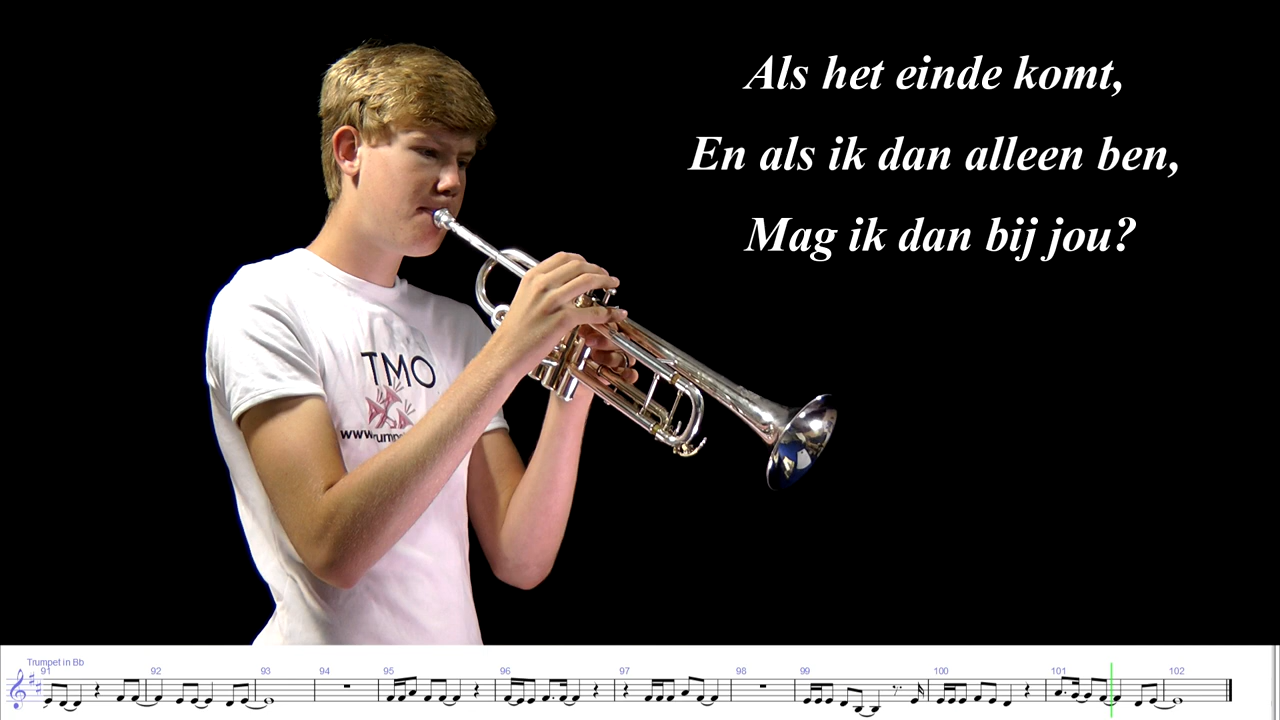 Als het einde komt,
En als ik dan alleen ben,
Mag ik dan bij jou?
TMO
Trumpet in Bb
91 92 93 94 95 96 97 98 99 100 101 102